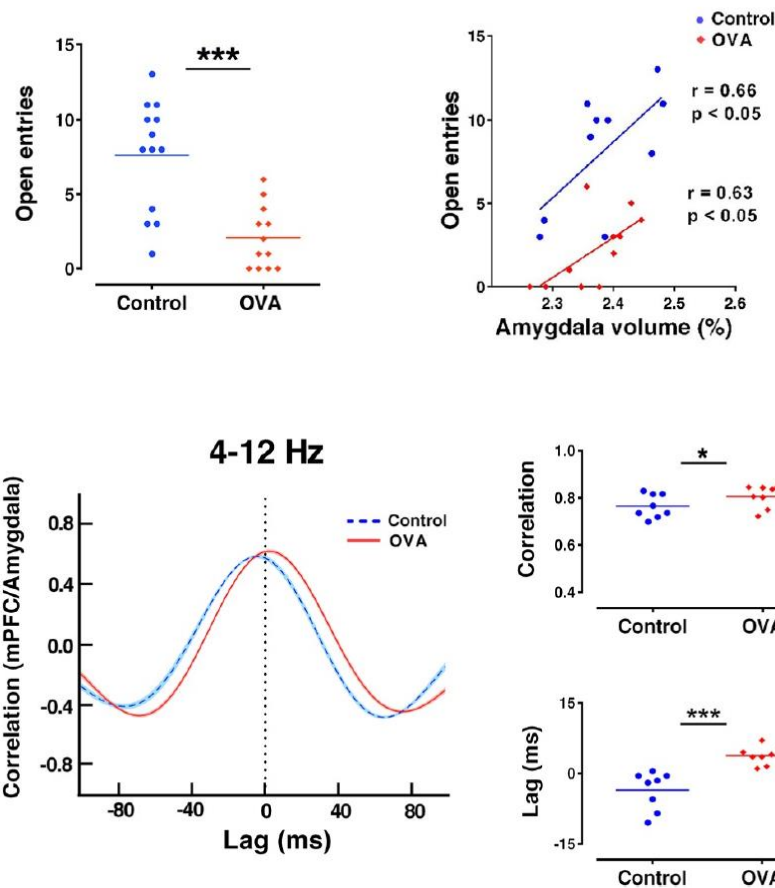 15
10
5
0
Open entries
***
Control
OVA
Control
OVA
15
10
5
0
Open entries
r = 0.66
p < 0.05
r = 0.63
p < 0.05
2.3 2.4 2.5 2.6
Amygdala volume (%)
4-12 Hz
Correlation (mPFC/Amygdala)
0.8
0.4
0.0
-0.4
-0.8
Control
OVA
-80 -40 0 40 80
Lag (ms)
Correlation
1.0
0.8
0.6
0.4
*
Control OVA
Lag (ms)
15
0
-15
***
Control OVA